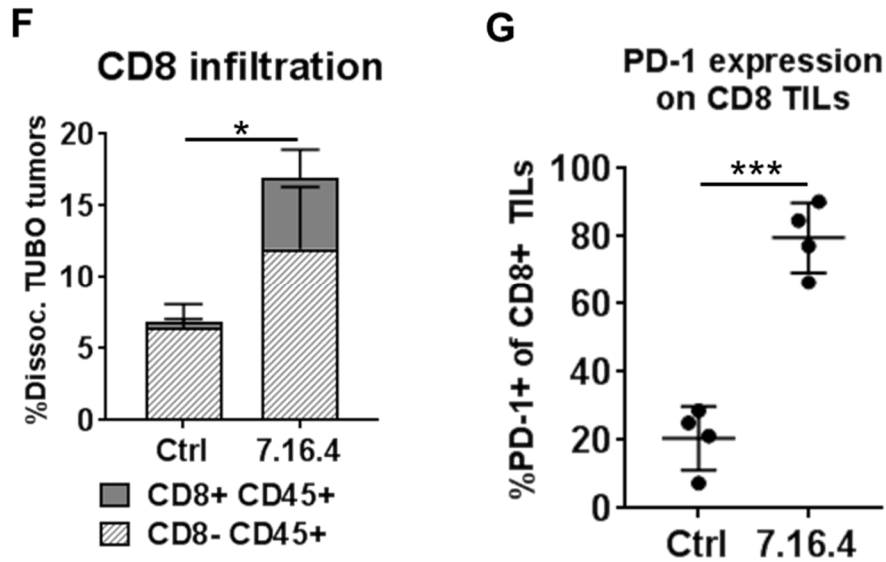 F
CD8 infiltration
%Dissoc. TUBO tumors
20
15
10
5
0
*
Ctrl
7.16.4
CD8+ CD45+
CD8- CD45+
G
PD-1 expression
on CD8 TILs
%PD-1+ of CD8+ TILs
100
80
60
40
20
0
***
Ctrl
7.16.4